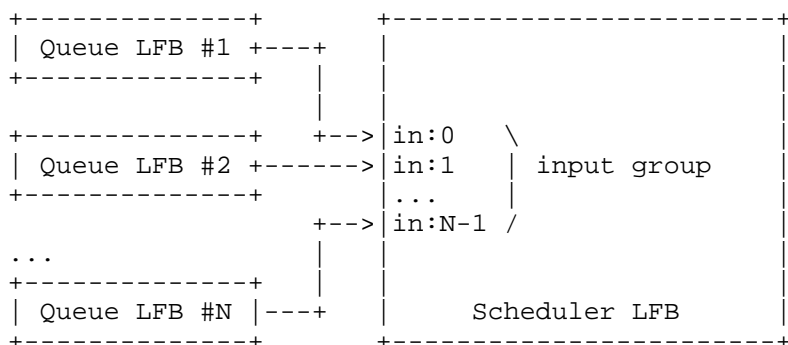 +--------------+       +------------------------+
| Queue LFB #1 +---+   |                        |
+--------------+   |   |                        |
                   |   |                        |
+--------------+   +-->|in:0   \                |
| Queue LFB #2 +------>|in:1   | input group    |
+--------------+       |...    |                |
                   +-->|in:N-1 /                |
...                |   |                        |
+--------------+   |   |                        |
| Queue LFB #N |---+   |     Scheduler LFB      |
+--------------+       +------------------------+